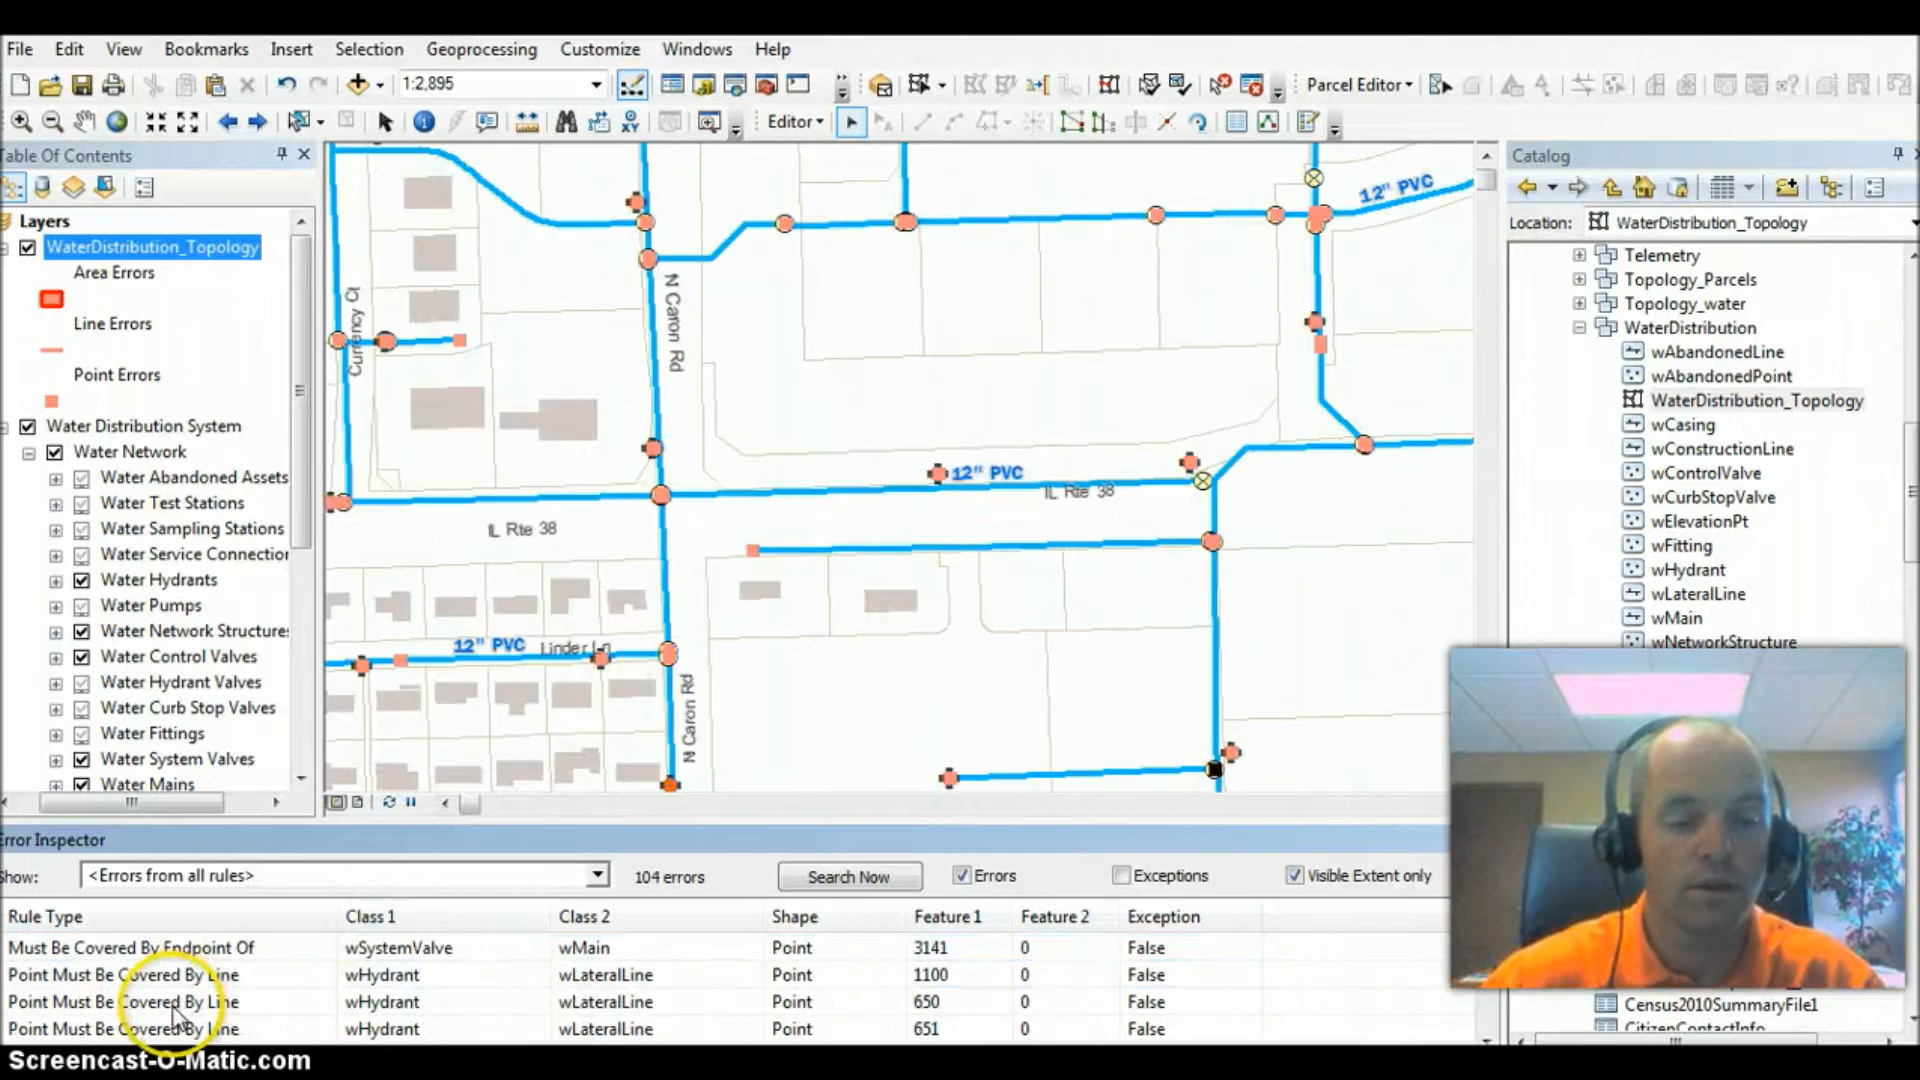 File Edit View Bookmarks Insert Selection Geoprocessing Customize Windows Help
1:2,895
Parcel Editor
Editor
Table Of Contents
Layers
WaterDistribution_Topology
Area Errors
Line Errors
Point Errors
Water Distribution System
Water Network
Water Abandoned Assets
Water Test Stations
Water Sampling Stations
Water Service Connection
Water Hydrants
Water Pumps
Water Network Structures
Water Control Valves
Water Hydrant Valves
Water Curb Stop Valves
Water Fittings
Water System Valves
Water Mains
12" PVC
Currency Ct
N Caron Rd
12" PVC
IL Rte 38
IL Rte 38
12" PVC
Linder Ln
N Caron Rd
Catalog
Location: WaterDistribution_Topology
Telemetry
Topology_Parcels
Topology_water
WaterDistribution
wAbandonedLine
wAbandonedPoint
WaterDistribution_Topology
wCasing
wConstructionLine
wControlValve
wCurbStopValve
wElevationPt
wFitting
wHydrant
wLateralLine
wMain
wNetworkStructure
Census2010SummaryFile1
CitizenContactInfo
Error Inspector
Show: <Errors from all rules> 104 errors Search Now Errors Exceptions Visible Extent only
Rule Type Class 1 Class 2 Shape Feature 1 Feature 2 Exception
Must Be Covered By Endpoint Of wSystemValve wMain Point 3141 0 False
Point Must Be Covered By Line wHydrant wLateralLine Point 1100 0 False
Point Must Be Covered By Line wHydrant wLateralLine Point 650 0 False
Point Must Be Covered By Line wHydrant wLateralLine Point 651 0 False
Screencast-O-Matic.com